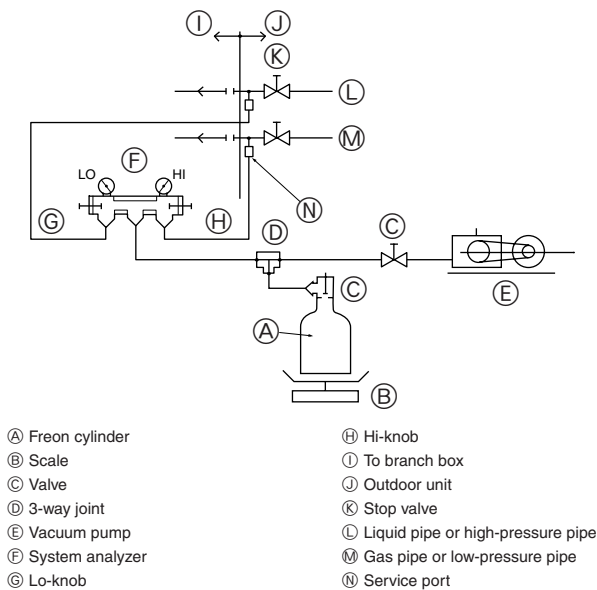 Ⓘ Ⓙ
Ⓚ
Ⓛ
Ⓜ
Ⓕ
LO HI
Ⓖ Ⓗ Ⓝ
Ⓓ Ⓒ
Ⓒ Ⓔ
Ⓐ
Ⓑ
Ⓐ Freon cylinder
Ⓑ Scale
Ⓒ Valve
Ⓓ 3-way joint
Ⓔ Vacuum pump
Ⓕ System analyzer
Ⓖ Lo-knob
Ⓗ Hi-knob
Ⓘ To branch box
Ⓙ Outdoor unit
Ⓚ Stop valve
Ⓛ Liquid pipe or high-pressure pipe
Ⓜ Gas pipe or low-pressure pipe
Ⓝ Service port